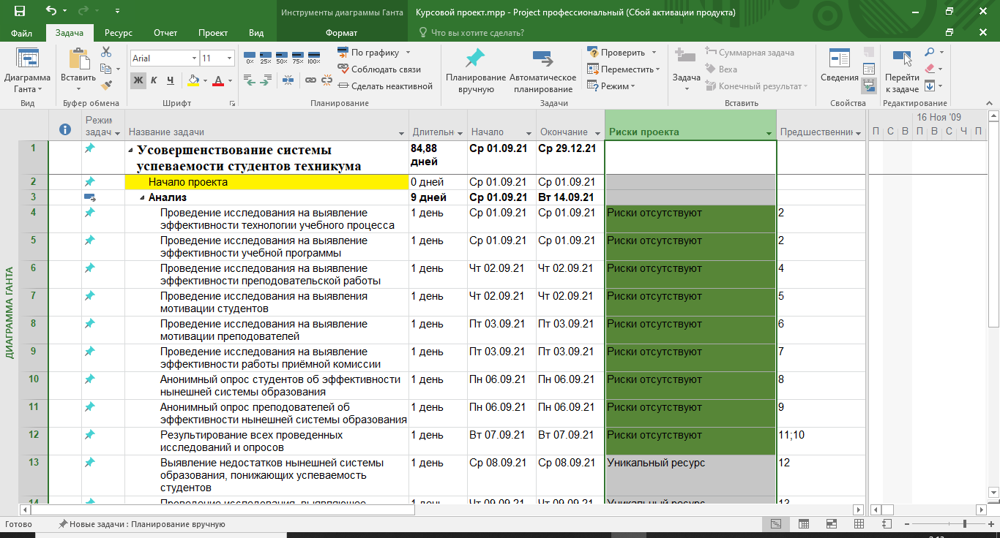 Инструменты диаграммы Ганта
Курсовой проект.mpp - Project профессиональный (Сбой активации продукта)
Файл Задача Ресурс Отчет Проект Вид Формат Что вы хотите сделать?
Диаграмма Ганта
Вид
Вставить
Буфер обмена
Arial 11
Ж К Ч
Шрифт
0% 25% 50% 75% 100%
По графику
Соблюдать связи
Сделать неактивной
Планирование
Планирование вручную
Автоматическое планирование
Проверить
Переместить
Режим
Задачи
Задача
Суммарная задача
Веха
Конечный результат
Вставить
Сведения
Свойства
Перейти к задаче
Редактирование
ДИАГРАММА ГАНТА
Режим задачи Название задачи Длительн Начало Окончание Риски проекта Предшественник
16 Ноя '09
П С В П В С Ч П
1 Усовершенствование системы успеваемости студентов техникума 84,88 дней Ср 01.09.21 Ср 29.12.21
2 Начало проекта 0 дней Ср 01.09.21 Ср 01.09.21
3 Анализ 9 дней Ср 01.09.21 Вт 14.09.21
4 Проведение исследования на выявление эффективности технологии учебного процесса 1 день Ср 01.09.21 Ср 01.09.21 Риски отсутствуют 2
5 Проведение исследования на выявление эффективности учебной программы 1 день Ср 01.09.21 Ср 01.09.21 Риски отсутствуют 2
6 Проведение исследования на выявление эффективности преподовательской работы 1 день Чт 02.09.21 Чт 02.09.21 Риски отсутствуют 4
7 Проведение исследования на выявления мотивации студентов 1 день Чт 02.09.21 Чт 02.09.21 Риски отсутствуют 5
8 Проведение исследования на выявление мотивации преподователей 1 день Пт 03.09.21 Пт 03.09.21 Риски отсутствуют 6
9 Проведение исследования на выявление эффективности работы приёмной комиссии 1 день Пт 03.09.21 Пт 03.09.21 Риски отсутствуют 7
10 Анонимный опрос студентов об эффективности нынешней системы образования 1 день Пн 06.09.21 Пн 06.09.21 Риски отсутствуют 8
11 Анонимный опрос преподователей об эффективности нынешней системы образования 1 день Пн 06.09.21 Пн 06.09.21 Риски отсутствуют 9
12 Результирование всех проведенных исследований и опросов 1 день Вт 07.09.21 Вт 07.09.21 Риски отсутствуют 11;10
13 Выявление недостатков нынешней системы образования, понижающих успеваемость студентов 1 день Ср 08.09.21 Ср 08.09.21 Уникальный ресурс 12
14 Проведение исследования, выявляющее 1 день Чт 09.09.21 Чт 09.09.21 Уникальный ресурс 13
Готово Новые задачи : Планирование вручную